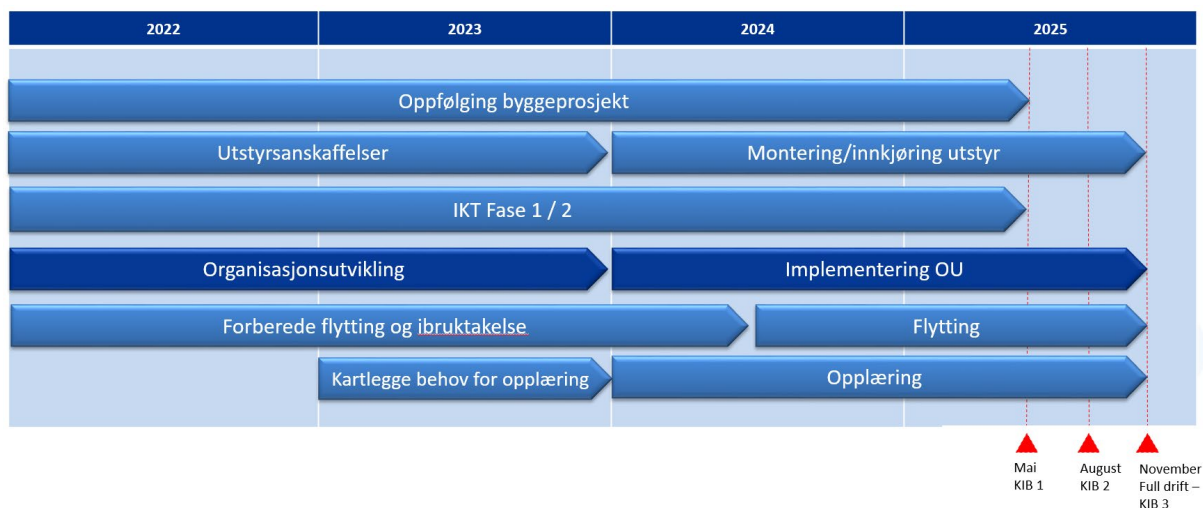 2022 2023 2024 2025
Oppfølging byggeprosjekt
Utstyrsanskaffelser Montering/innkjøring utstyr
IKT Fase 1 / 2
Organisasjonsutvikling Implementering OU
Forberede flytting og ibruktakelse Flytting
Kartlegge behov for opplæring Opplæring
Mai August November
KIB 1 KIB 2 Full drift –
KIB 3